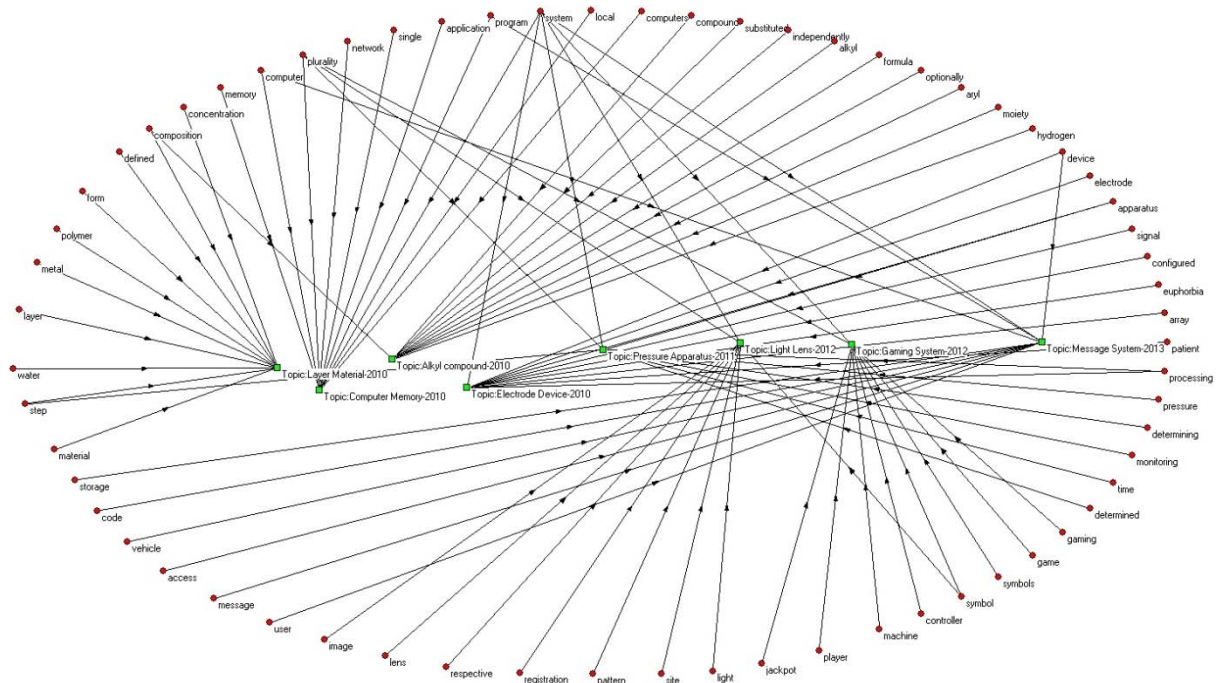 system
program
local
application
computers
compound
single
substituted
network
independently
plurality
alkyl
computer
formula
memory
optionally
concentration
aryl
composition
moiety
defined
hydrogen
device
form
electrode
polymer
apparatus
metal
signal
configured
layer
euphorbia
array
water
patient
step
processing
material
pressure
storage
determining
code
monitoring
vehicle
time
access
determined
message
gaming
user
game
image
symbols
lens
symbol
respective
controller
registration
machine
pattern
player
site
jackpot
light
Topic:Pressure Apparatus-2011
Topic:Light Lens-2012
Topic:Gaming System-2012
Topic:Message System-2013
Topic:Alkyl compound-2010
Topic:Layer Material-2010
Topic:Computer Memory-2010
Topic:Electrode Device-2010